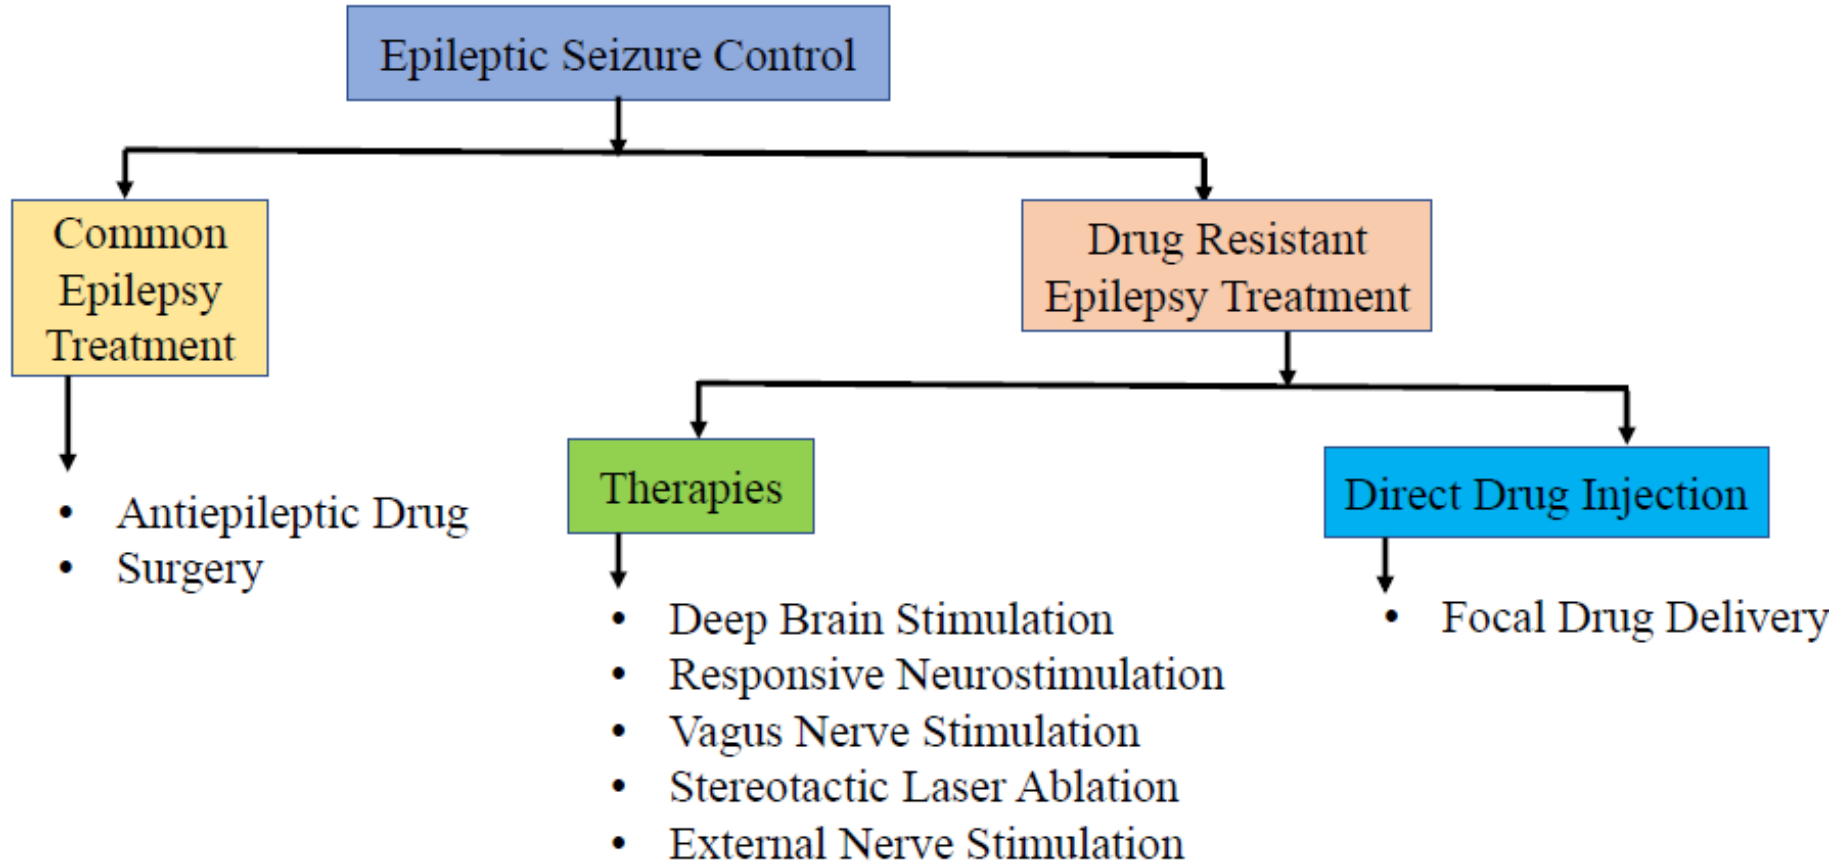 Epileptic Seizure Control
Common
Epilepsy
Treatment
Drug Resistant
Epilepsy Treatment
• Antiepileptic Drug
• Surgery
Therapies
• Deep Brain Stimulation
• Responsive Neurostimulation
• Vagus Nerve Stimulation
• Stereotactic Laser Ablation
• External Nerve Stimulation
Direct Drug Injection
• Focal Drug Delivery